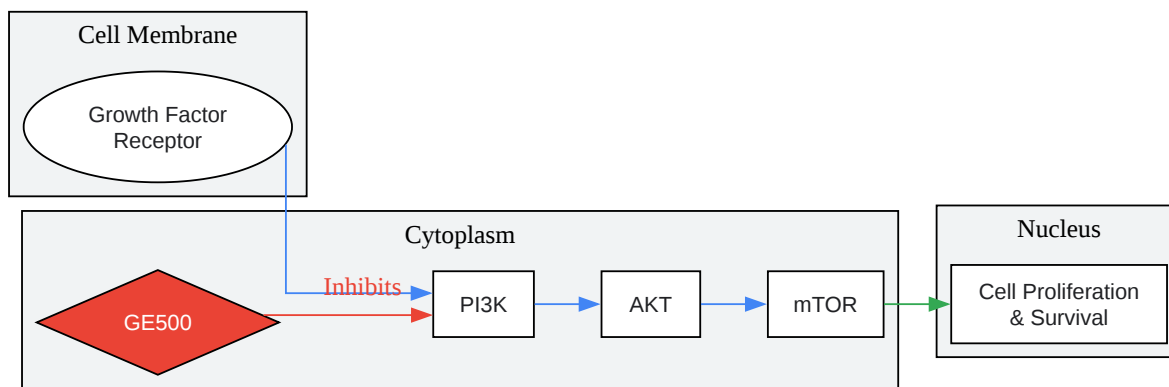 Cell Membrane
Growth Factor
Receptor
Cytoplasm
Inhibits
GE500
PI3K
AKT
mTOR
Nucleus
Cell Proliferation
& Survival